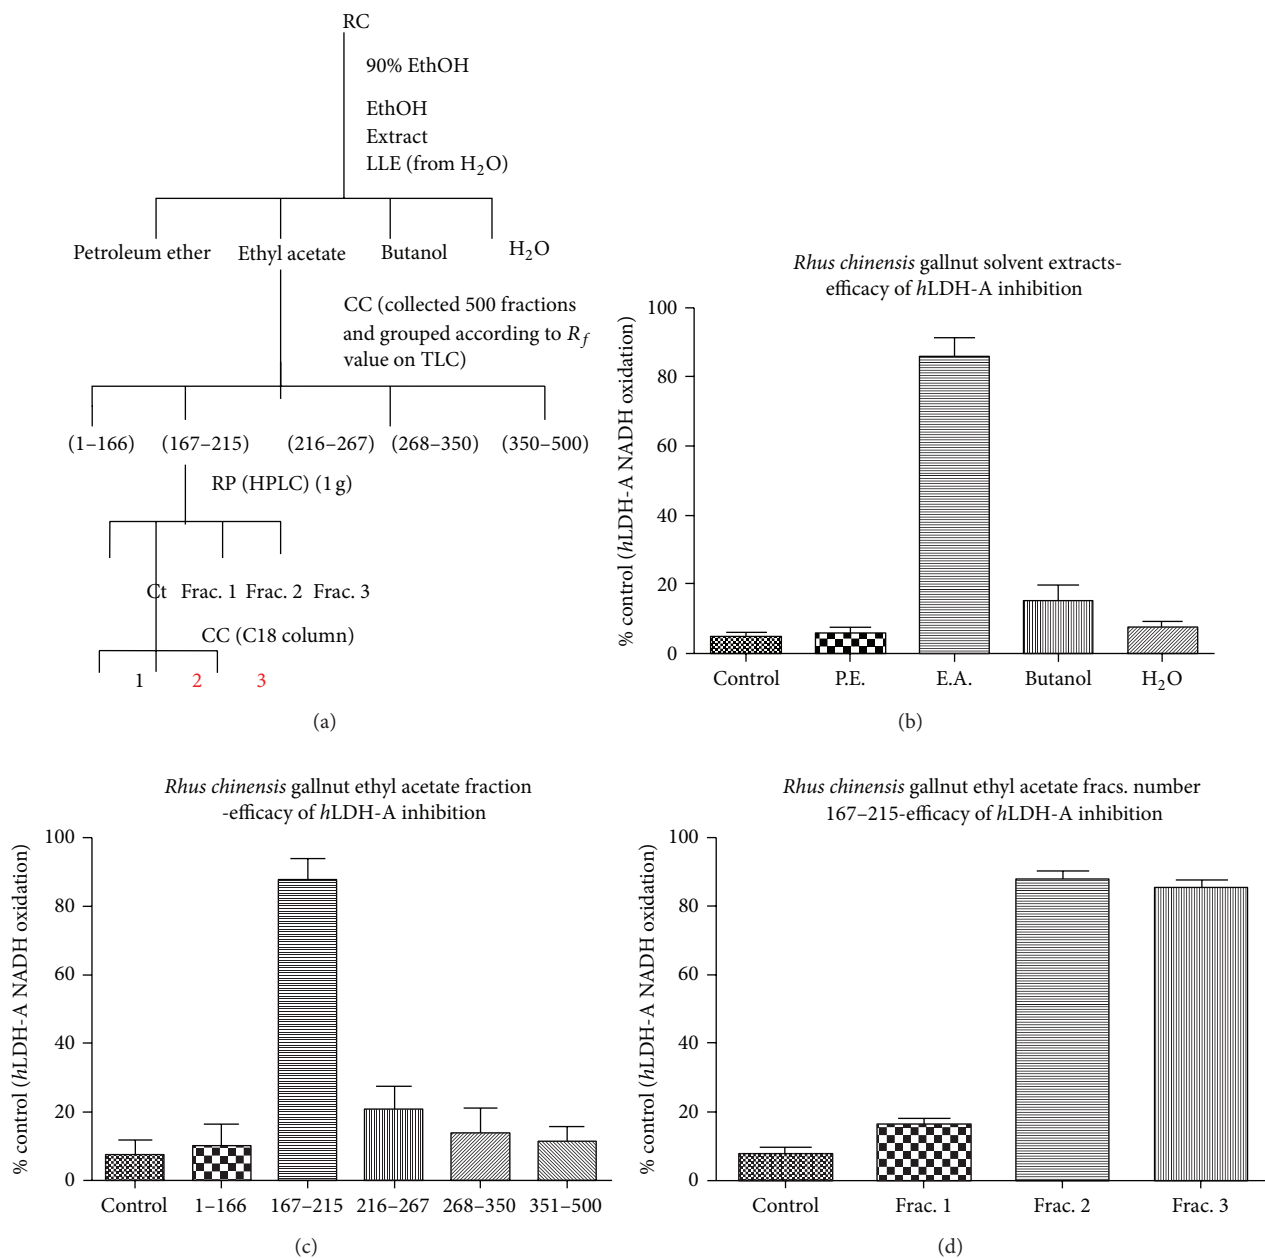 RC
90% EthOH
EthOH
Extract
LLE (from H₂O)
Petroleum ether Ethyl acetate Butanol H₂O
CC (collected 500 fractions
and grouped according to R_f
value on TLC)
(1–166) (167–215) (216–267) (268–350) (350–500)
RP (HPLC) (1 g)
Ct Frac. 1 Frac. 2 Frac. 3
CC (C18 column)
1 2 3
(a)
Rhus chinensis gallnut solvent extracts-
efficacy of hLDH-A inhibition
% control (hLDH-A NADH oxidation)
100
80
60
40
20
0
Control P.E. E.A. Butanol H₂O
(b)
Rhus chinensis gallnut ethyl acetate fraction
-efficacy of hLDH-A inhibition
% control (hLDH-A NADH oxidation)
100
80
60
40
20
0
Control 1–166 167–215 216–267 268–350 351–500
(c)
Rhus chinensis gallnut ethyl acetate fracs. number
167–215-efficacy of hLDH-A inhibition
% control (hLDH-A NADH oxidation)
100
80
60
40
20
0
Control Frac. 1 Frac. 2 Frac. 3
(d)